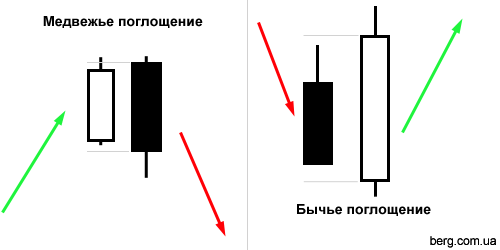 Медвежье поглощение
Бычье поглощение
berg.com.ua